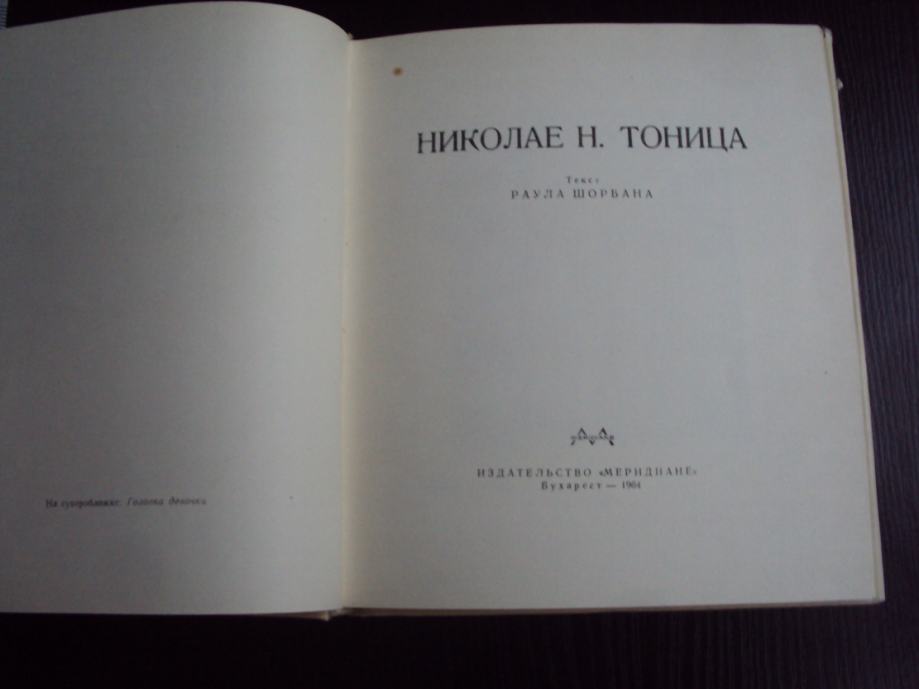 На суперобложке: Головка девочки
НИКОЛАЕ Н. ТОНИЦА
Текст
РАУЛА ШОРБАНА
ИЗДАТЕЛЬСТВО «МЕРИДИАНЕ»
Бухарест — 1964